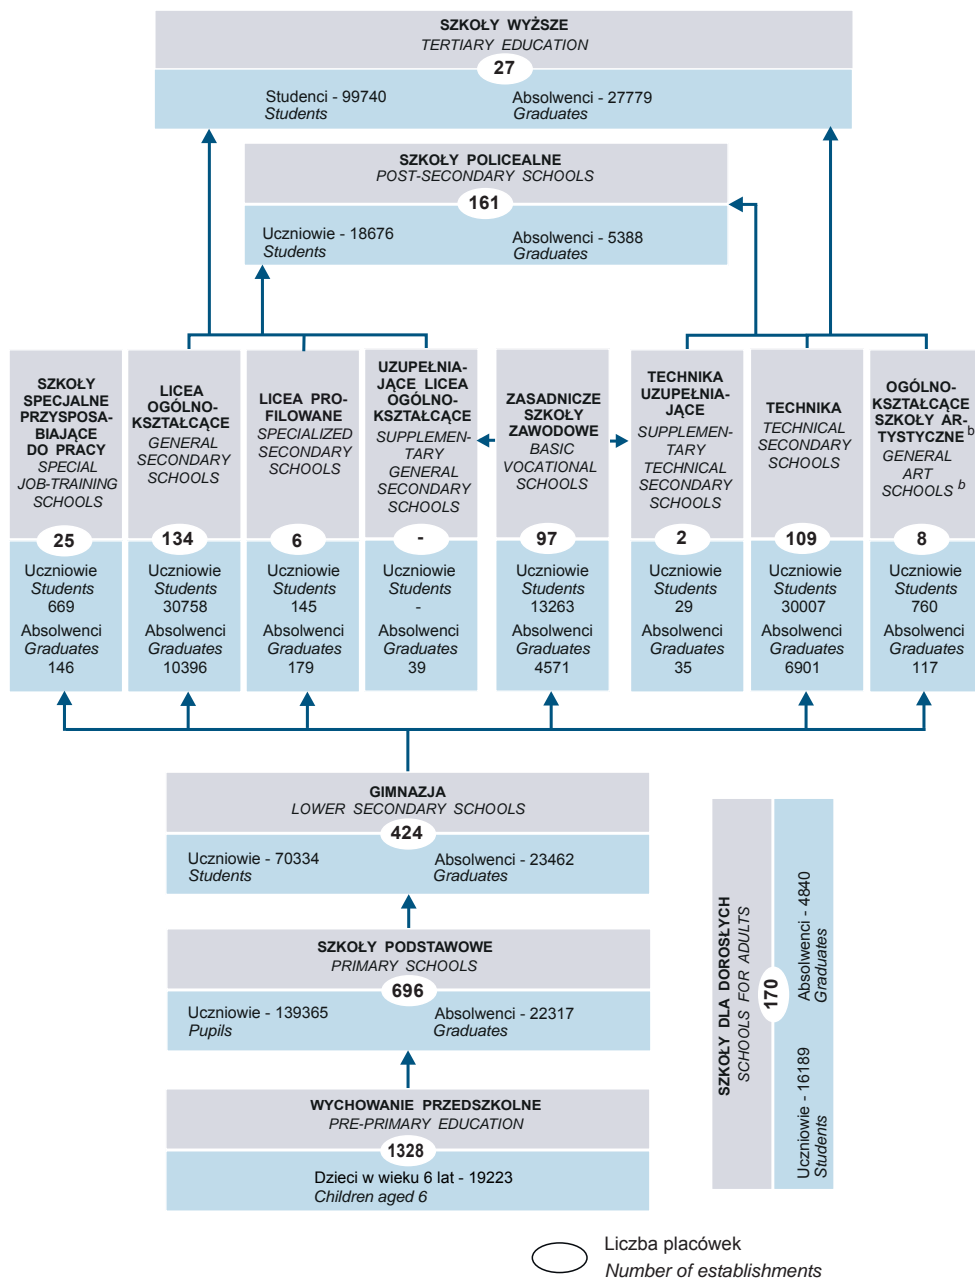 SZKOŁY WYŻSZE
TERTIARY EDUCATION
27
Studenci - 99740
Students
Absolwenci - 27779
Graduates
SZKOŁY POLICEALNE
POST-SECONDARY SCHOOLS
161
Uczniowie - 18676
Students
Absolwenci - 5388
Graduates
SZKOŁY
SPECJALNE
PRZYSPOSA-
BIAJĄCE
DO PRACY
SPECIAL
JOB-TRAINING
SCHOOLS
25
Uczniowie
Students
669
Absolwenci
Graduates
146
LICEA
OGÓLNO-
KSZTAŁCĄCE
GENERAL
SECONDARY
SCHOOLS
134
Uczniowie
Students
30758
Absolwenci
Graduates
10396
LICEA PRO-
FILOWANE
SPECIALIZED
SECONDARY
SCHOOLS
6
Uczniowie
Students
145
Absolwenci
Graduates
179
UZUPEŁNIA-
JĄCE LICEA
OGÓLNO-
KSZTAŁCĄCE
SUPPLEMEN-
TARY
GENERAL
SECONDARY
SCHOOLS
-
Uczniowie
Students
-
Absolwenci
Graduates
39
ZASADNICZE
SZKOŁY
ZAWODOWE
BASIC
VOCATIONAL
SCHOOLS
97
Uczniowie
Students
13263
Absolwenci
Graduates
4571
TECHNIKA
UZUPEŁNIA-
JĄCE
SUPPLEMEN-
TARY
TECHNICAL
SECONDARY
SCHOOLS
2
Uczniowie
Students
29
Absolwenci
Graduates
35
TECHNIKA
TECHNICAL
SECONDARY
SCHOOLS
109
Uczniowie
Students
30007
Absolwenci
Graduates
6901
OGÓLNO-
KSZTAŁCĄCE
SZKOŁY AR-
TYSTYCZNE b
GENERAL
ART
SCHOOLS b
8
Uczniowie
Students
760
Absolwenci
Graduates
117
GIMNAZJA
LOWER SECONDARY SCHOOLS
424
Uczniowie - 70334
Students
Absolwenci - 23462
Graduates
SZKOŁY PODSTAWOWE
PRIMARY SCHOOLS
696
Uczniowie - 139365
Pupils
Absolwenci - 22317
Graduates
WYCHOWANIE PRZEDSZKOLNE
PRE-PRIMARY EDUCATION
1328
Dzieci w wieku 6 lat - 19223
Children aged 6
SZKOŁY DLA DOROSŁYCH
SCHOOLS FOR ADULTS
170
Uczniowie - 16189
Students
Absolwenci - 4840
Graduates
Liczba placówek
Number of establishments